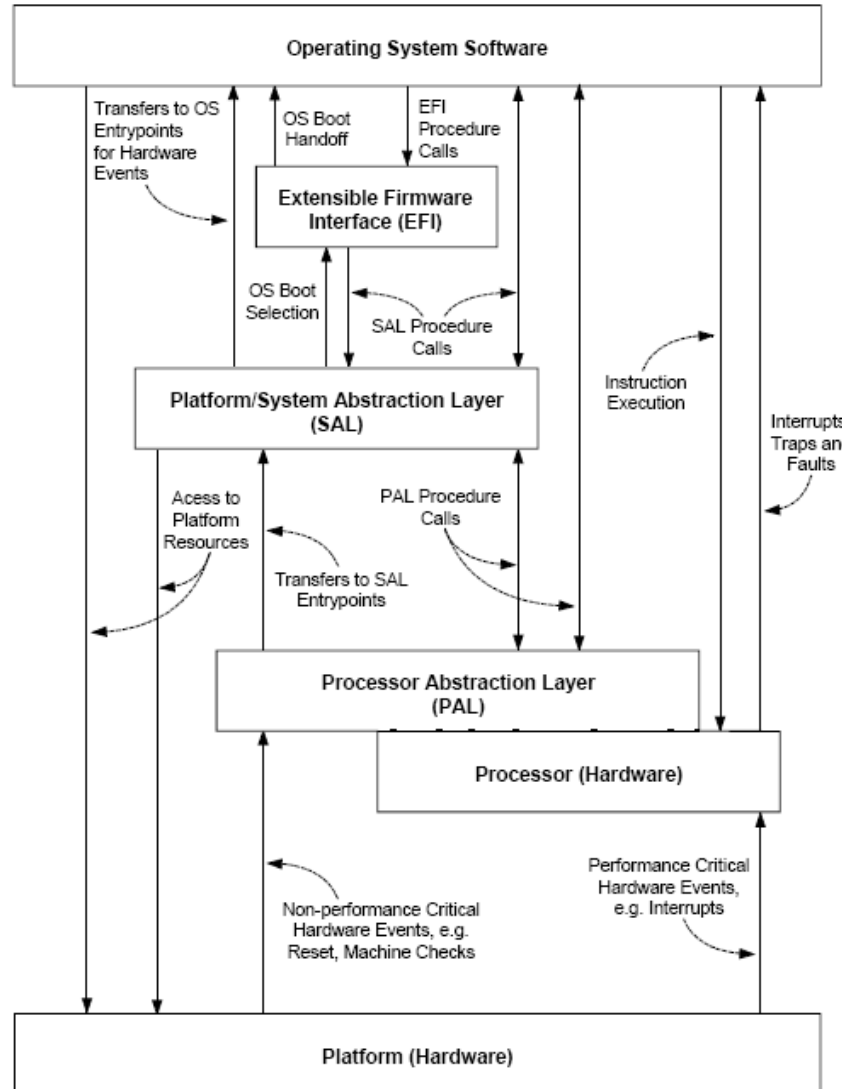 Operating System Software
Transfers to OS
Entrypoints
for Hardware
Events
OS Boot
Handoff
EFI
Procedure
Calls
Extensible Firmware
Interface (EFI)
OS Boot
Selection
SAL Procedure
Calls
Platform/System Abstraction Layer
(SAL)
Instruction
Execution
Interrupts
Traps and
Faults
Acess to
Platform
Resources
PAL Procedure
Calls
Transfers to SAL
Entrypoints
Processor Abstraction Layer
(PAL)
Processor (Hardware)
Non-performance Critical
Hardware Events, e.g.
Reset, Machine Checks
Performance Critical
Hardware Events,
e.g. Interrupts
Platform (Hardware)